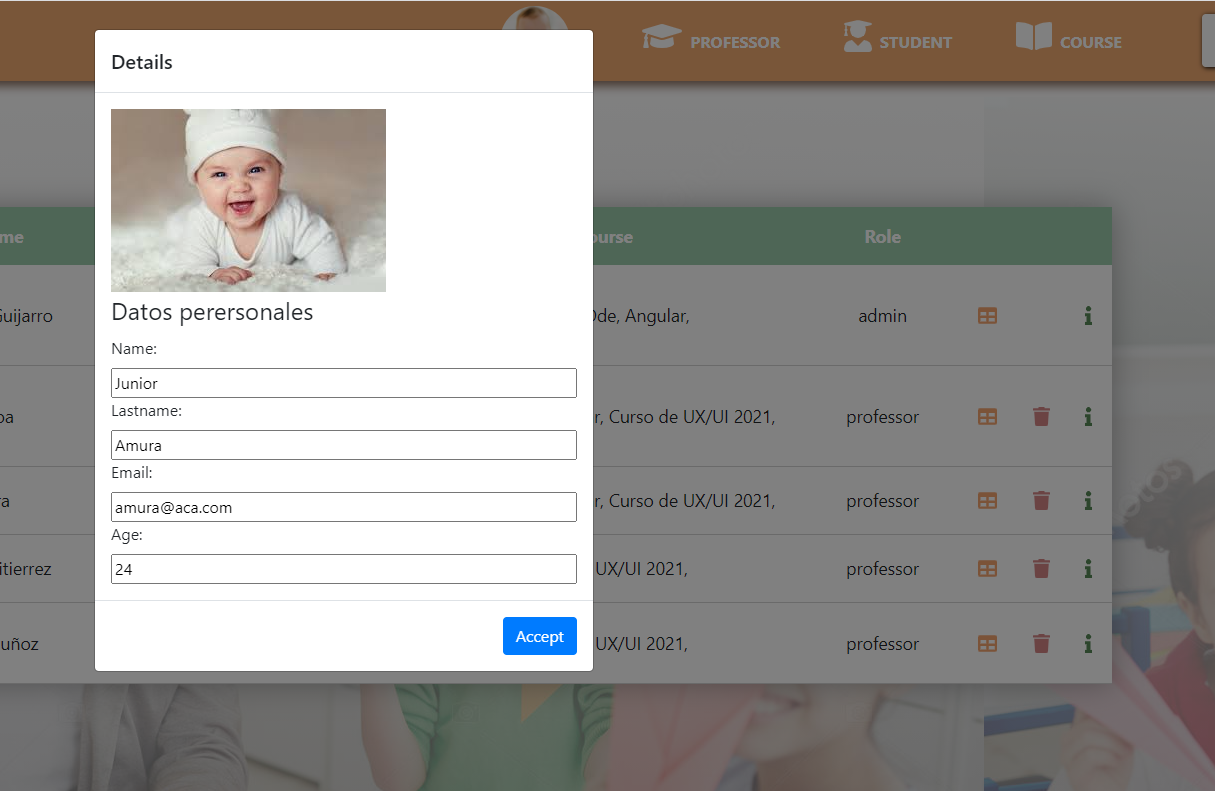 PROFESSOR
STUDENT
COURSE
Details
Datos perersonales
Name:
Junior
Lastname:
Amura
Email:
amura@aca.com
Age:
24
Accept
me
ourse
Role
Guijarro
Ode, Angular,
admin
oa
r, Curso de UX/UI 2021,
professor
ra
r, Curso de UX/UI 2021,
professor
itierrez
UX/UI 2021,
professor
uñoz
UX/UI 2021,
professor